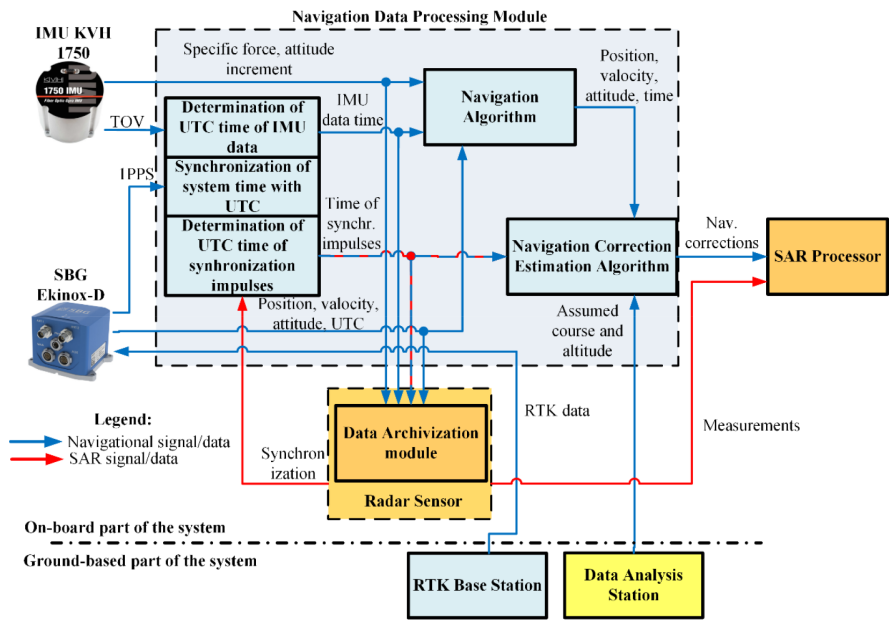 Navigation Data Processing Module
IMU KVH
1750
KVH
1750 IMU
Specific force, attitude
increment
TOV
Determination of
UTC time of IMU
data
IMU
data time
Navigation
Algorithm
Position,
valocity,
attitude, time
1PPS
Synchronization of
system time with
UTC
Determination of
UTC time of
synhronization
impulses
Time of
synchr.
impulses
Navigation Correction
Estimation Algorithm
Nav.
corrections
SAR Processor
SBG
Ekinox-D
Position, valocity,
attitude, UTC
Assumed
course and
altitude
Legend:
Navigational signal/data
SAR signal/data
Synchron
ization
Data Archivization
module
Radar Sensor
RTK data
Measurements
On-board part of the system
Ground-based part of the system
RTK Base Station
Data Analysis
Station